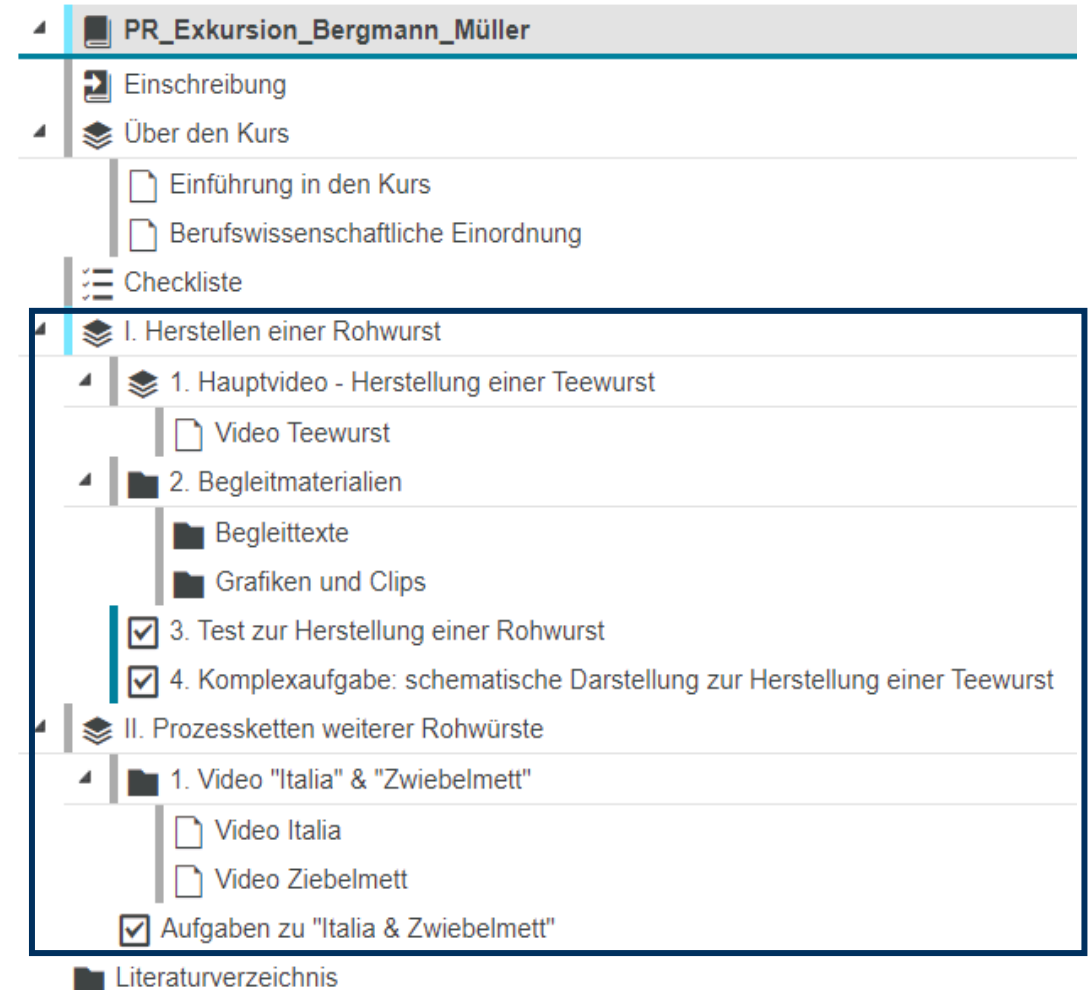 PR_Exkursion_Bergmann_Müller
Einschreibung
Über den Kurs
Einführung in den Kurs
Berufswissenschaftliche Einordnung
Checkliste
I. Herstellen einer Rohwurst
1. Hauptvideo - Herstellung einer Teewurst
Video Teewurst
2. Begleitmaterialien
Begleittexte
Grafiken und Clips
3. Test zur Herstellung einer Rohwurst
4. Komplexaufgabe: schematische Darstellung zur Herstellung einer Teewurst
II. Prozessketten weiterer Rohwürste
1. Video "Italia" & "Zwiebelmett"
Video Italia
Video Ziebelmett
Aufgaben zu "Italia & Zwiebelmett"
Literaturverzeichnis